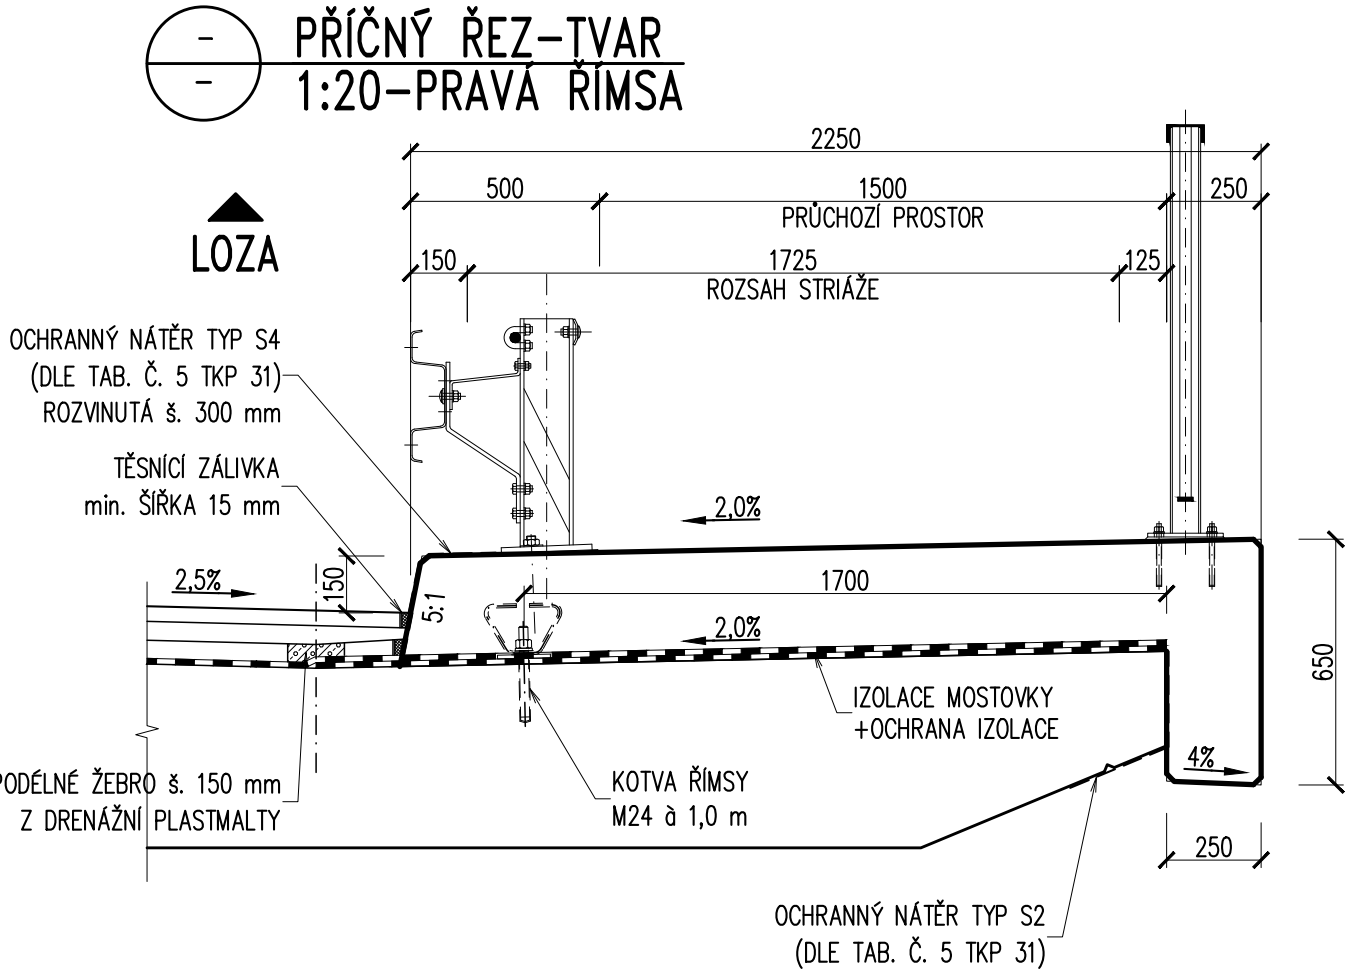 –
–
PŘÍČNÝ ŘEZ–TVAR
1:20–PRAVÁ ŘÍMSA
2250
500
1500
250
PRŮCHOZÍ PROSTOR
LOZA
150
1725
125
ROZSAH STRIÁŽE
OCHRANNÝ NÁTĚR TYP S4
(DLE TAB. Č. 5 TKP 31)
ROZVINUTÁ š. 300 mm
TĚSNÍCÍ ZÁLIVKA
min. ŠÍŘKA 15 mm
2,0%
2,5%
150
5:1
1700
2,0%
650
IZOLACE MOSTOVKY
+OCHRANA IZOLACE
4%
PODÉLNÉ ŽEBRO š. 150 mm
Z DRENÁŽNÍ PLASTMALTY
KOTVA ŘÍMSY
M24 à 1,0 m
250
OCHRANNÝ NÁTĚR TYP S2
(DLE TAB. Č. 5 TKP 31)